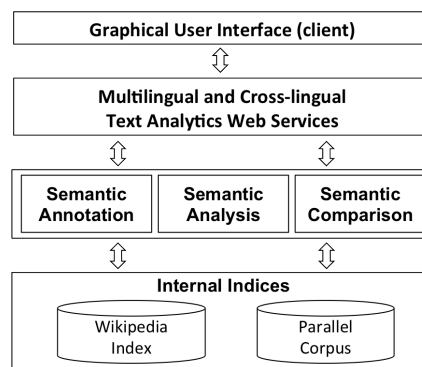 Graphical User Interface (client)
Multilingual and Cross-lingual
Text Analytics Web Services
Semantic
Annotation
Semantic
Analysis
Semantic
Comparison
Internal Indices
Wikipedia
Index
Parallel
Corpus